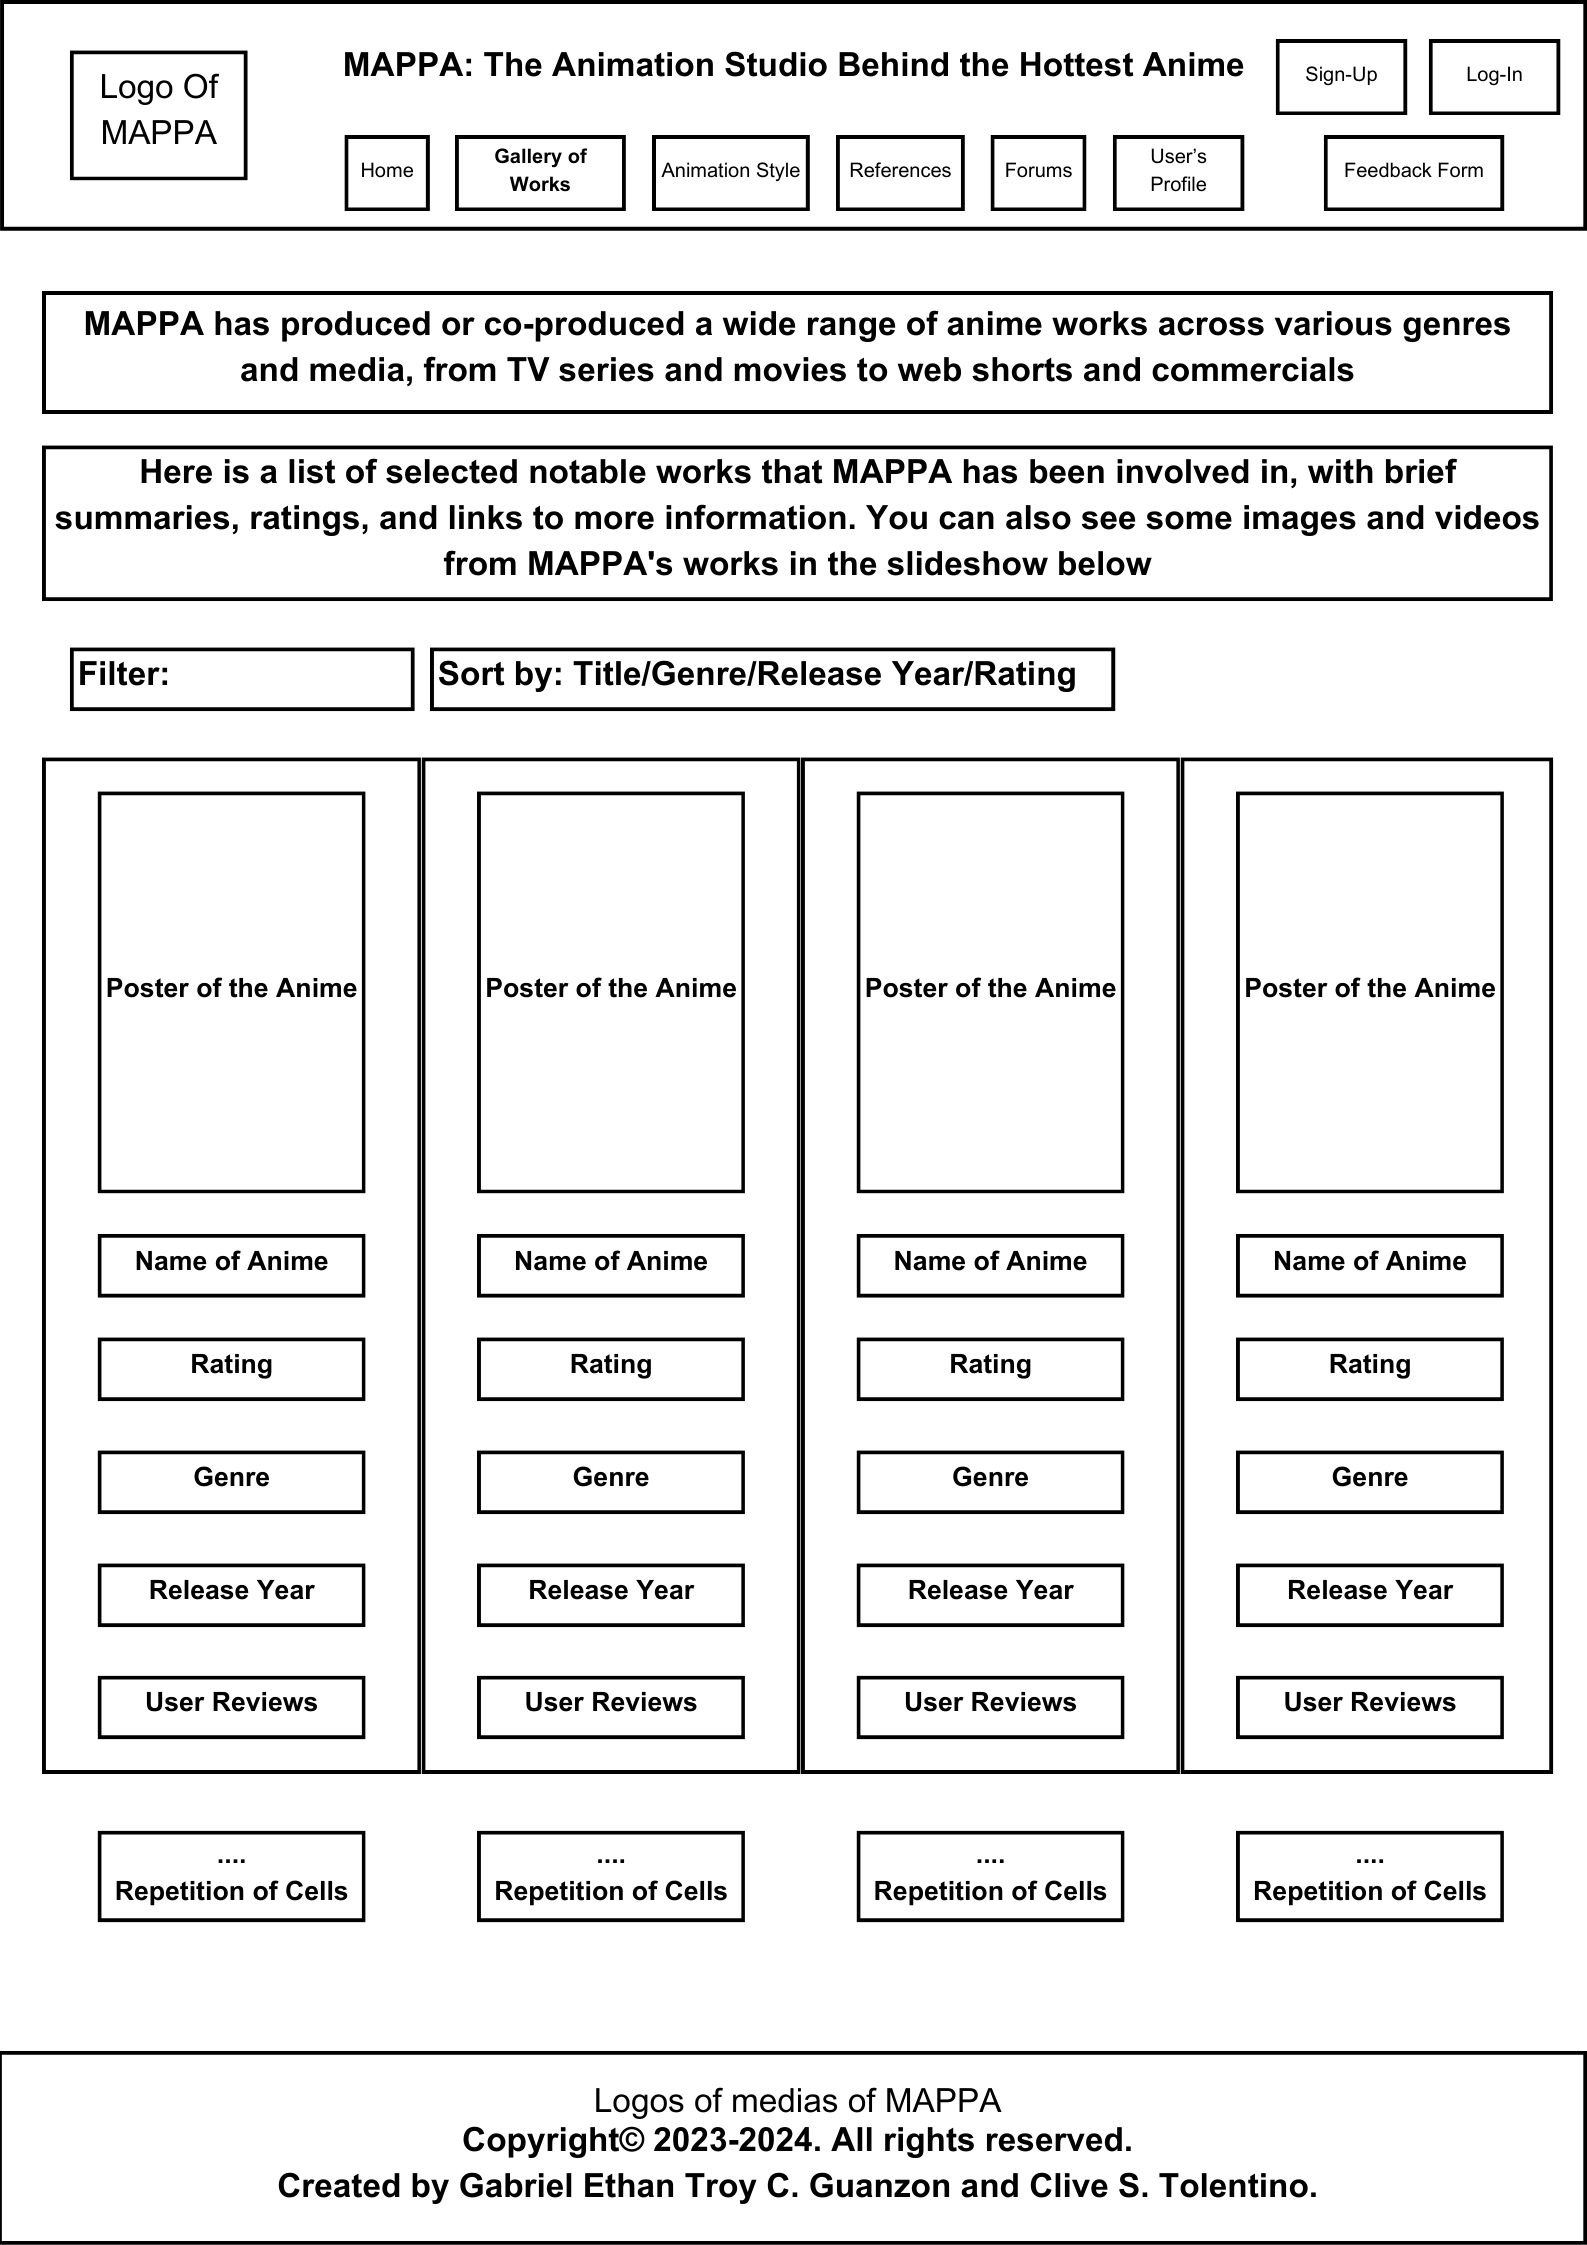 Logo Of
MAPPA
MAPPA: The Animation Studio Behind the Hottest Anime
Sign-Up
Log-In
Home
Gallery of
Works
Animation Style
References
Forums
User’s
Profile
Feedback Form
MAPPA has produced or co-produced a wide range of anime works across various genres
and media, from TV series and movies to web shorts and commercials
Here is a list of selected notable works that MAPPA has been involved in, with brief
summaries, ratings, and links to more information. You can also see some images and videos
from MAPPA's works in the slideshow below
Filter:
Sort by: Title/Genre/Release Year/Rating
Poster of the Anime
Name of Anime
Rating
Genre
Release Year
User Reviews
Poster of the Anime
Name of Anime
Rating
Genre
Release Year
User Reviews
Poster of the Anime
Name of Anime
Rating
Genre
Release Year
User Reviews
Poster of the Anime
Name of Anime
Rating
Genre
Release Year
User Reviews
....
Repetition of Cells
....
Repetition of Cells
....
Repetition of Cells
....
Repetition of Cells
Logos of medias of MAPPA
Copyright© 2023-2024. All rights reserved.
Created by Gabriel Ethan Troy C. Guanzon and Clive S. Tolentino.